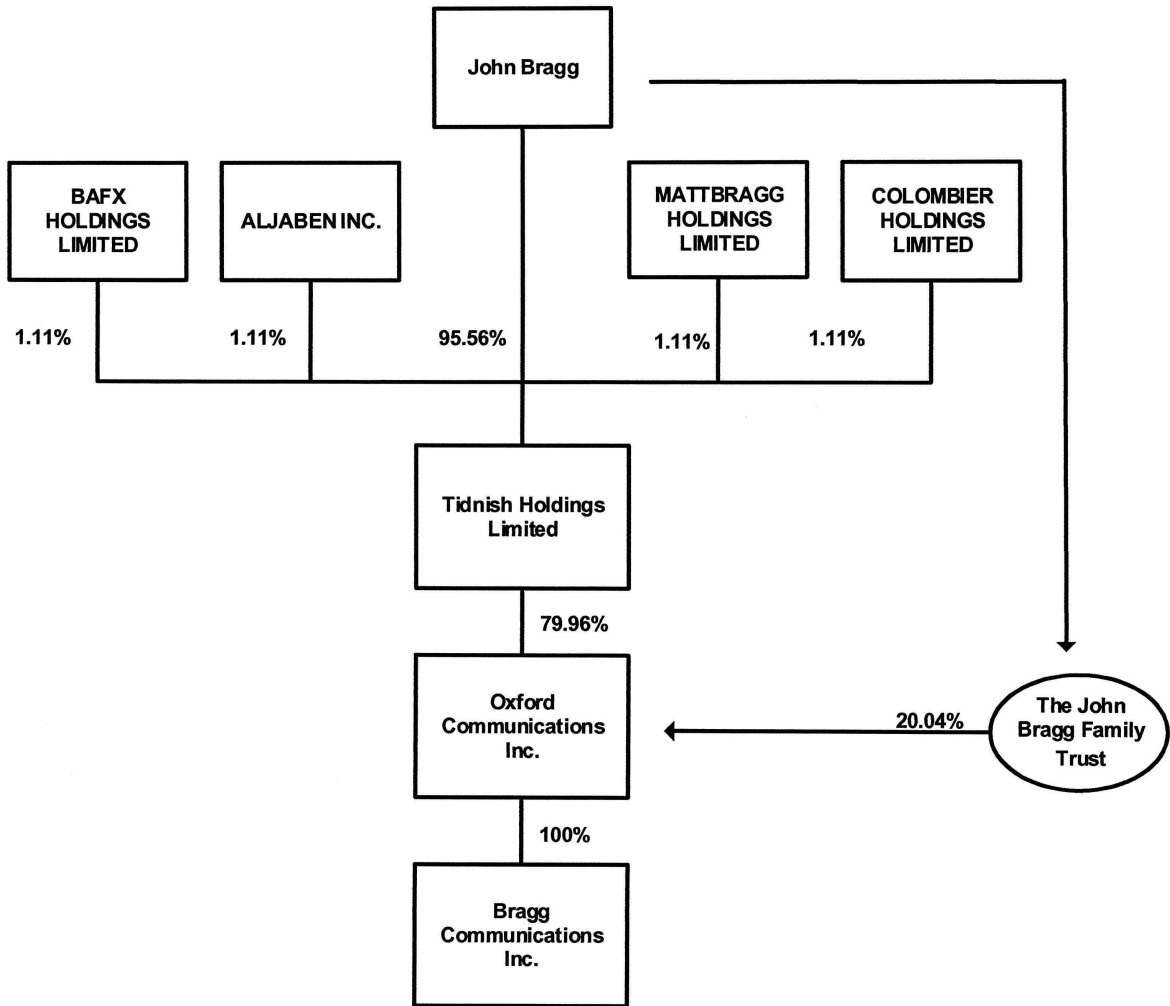 John Bragg
BAFX
HOLDINGS
LIMITED
ALJABEN INC.
MATTBRAGG
HOLDINGS
LIMITED
COLOMBIER
HOLDINGS
LIMITED
1.11%
1.11%
95.56%
1.11%
1.11%
Tidnish Holdings
Limited
79.96%
Oxford
Communications
Inc.
20.04%
The John
Bragg Family
Trust
100%
Bragg
Communications
Inc.